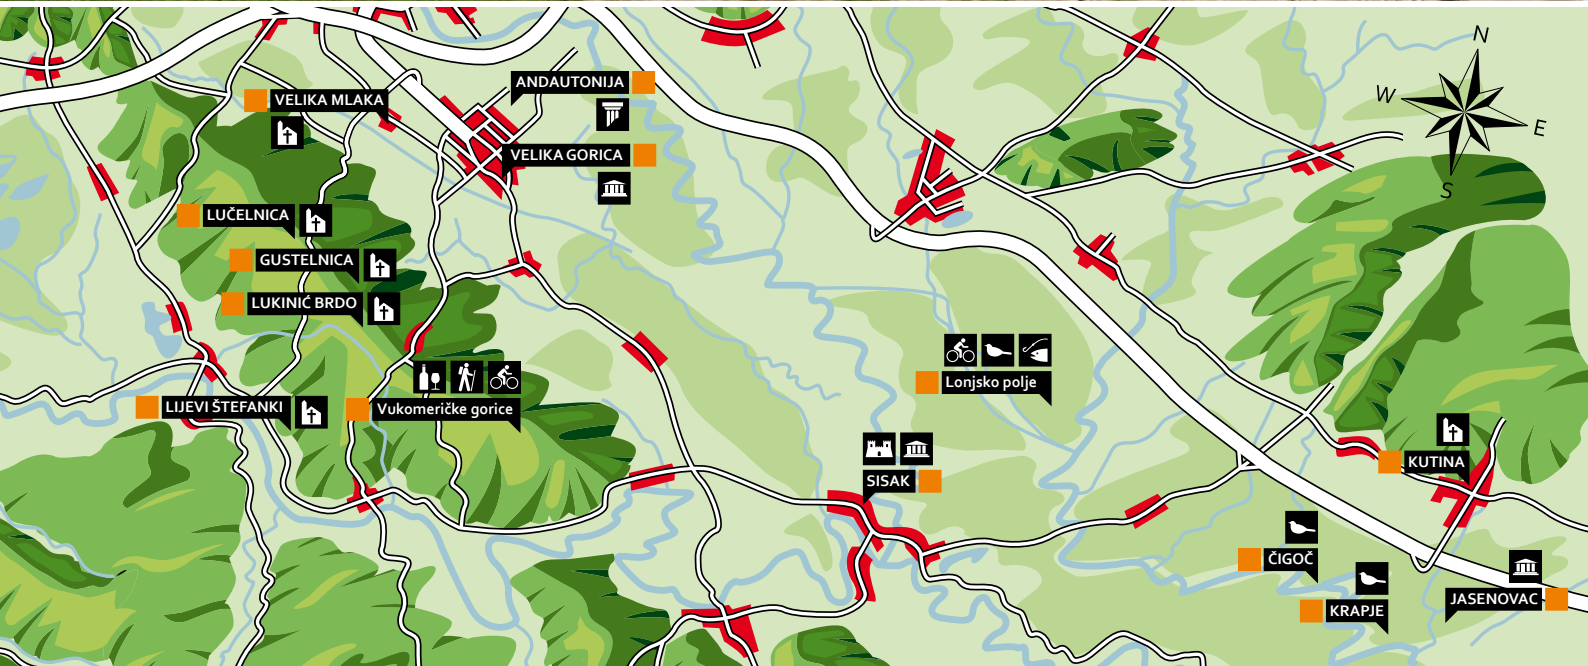 N
ANDAUTONIJA
VELIKA MLAKA
W
E
VELIKA GORICA
S
LUČELNICA
GUSTELNICA
LUKINIĆ BRDO
Lonjsko polje
LIJEVI ŠTEFANKI
Vukomeričke gorice
KUTINA
SISAK
ČIGOČ
JASENOVAC
KRAPJE